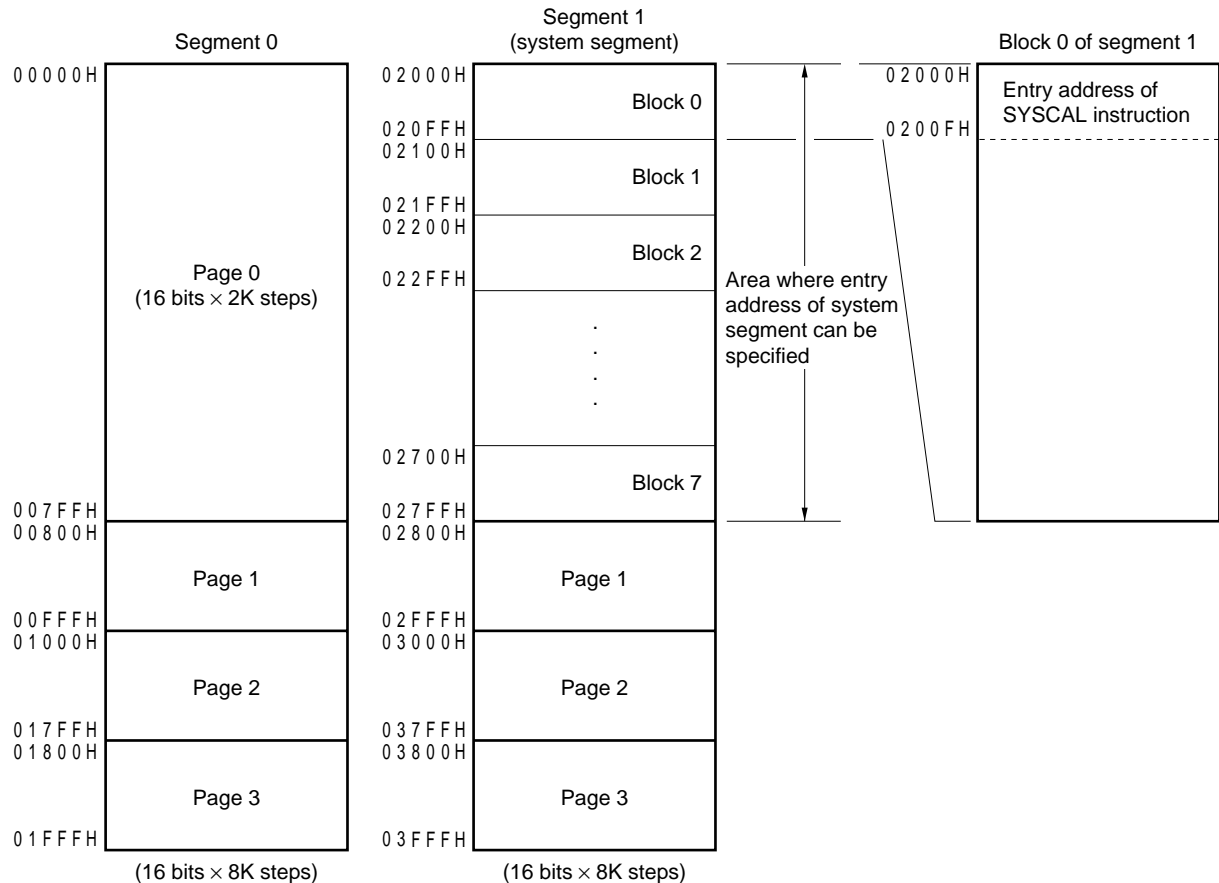 Segment 0
00000H
Page 0
(16 bits × 2K steps)
007FFH
00800H
Page 1
00FFFH
01000H
Page 2
017FFH
01800H
Page 3
01FFFH
(16 bits × 8K steps)
Segment 1
(system segment)
02000H
Block 0
020FFH
02100H
Block 1
021FFH
02200H
Block 2
022FFH
.
.
.
.
02700H
Block 7
027FFH
02800H
Page 1
02FFFH
03000H
Page 2
037FFH
03800H
Page 3
03FFFH
(16 bits × 8K steps)
Area where entry
address of system
segment can be
specified
Block 0 of segment 1
02000H
Entry address of
SYSCAL instruction
0200FH